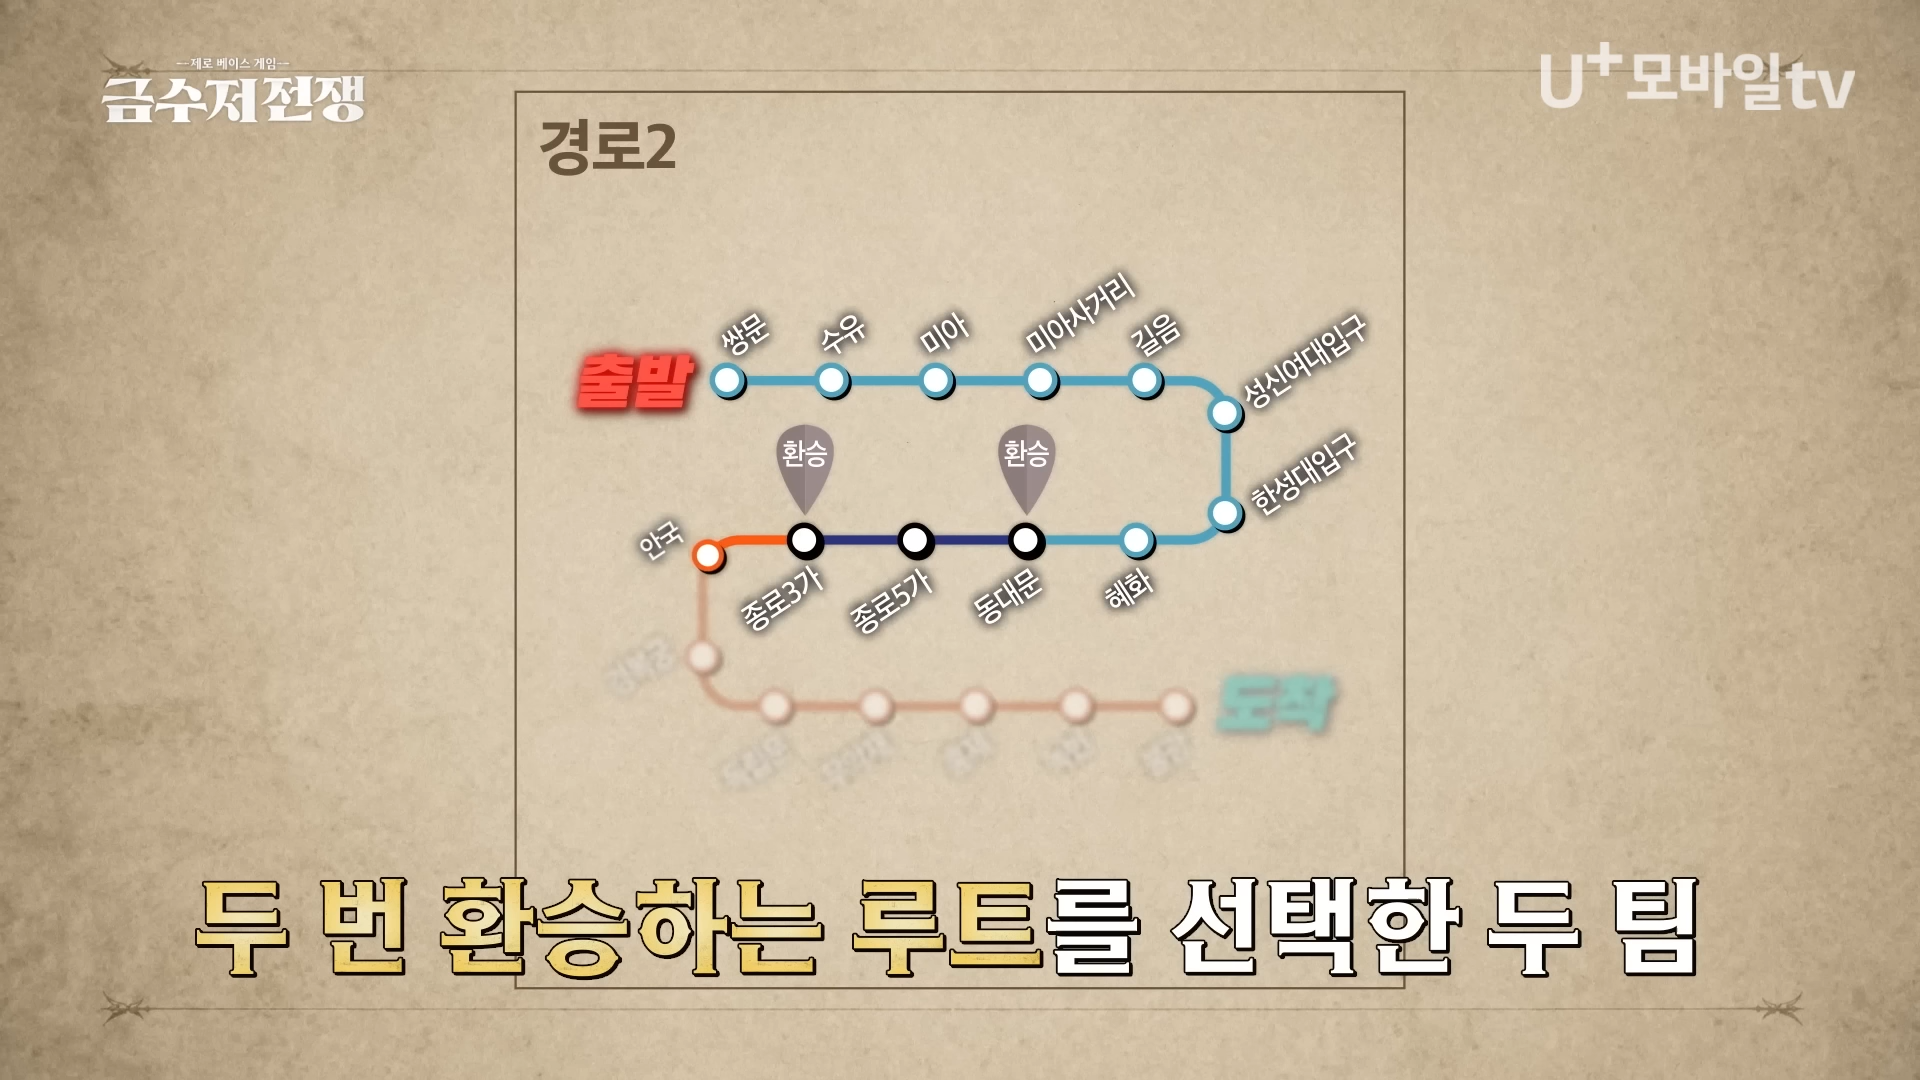 제로 베이스 게임
금수저전쟁
U+모바일tv
경로2
출발
쌍문
수유
미아
미아사거리
길음
성신여대입구
한성대입구
환승
환승
안국
종로3가
종로5가
동대문
혜화
도착
두 번 환승하는 루트를 선택한 두 팀